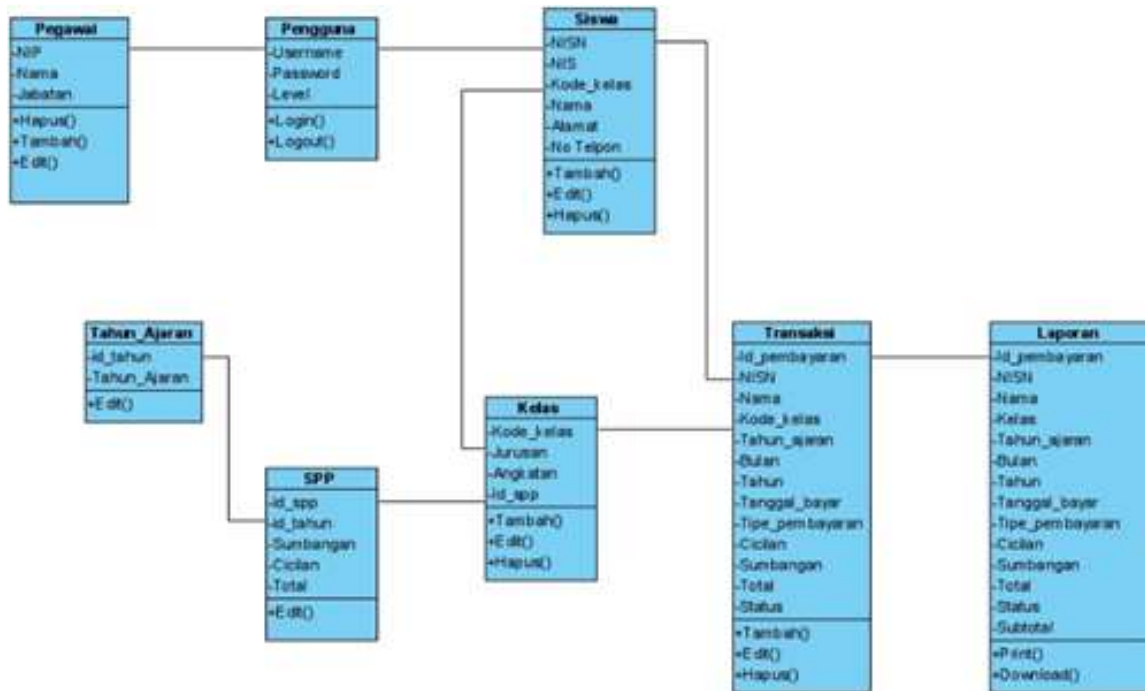 Pegawai
-NIP
-Nama
-Jabatan
+Hapus()
+Tambah()
+Edit()
Pengguna
-Username
-Password
-Level
+Login()
+Logout()
Siswa
-NISN
-NIS
-Kode_kelas
-Nama
-Alamat
-No Telpon
+Tambah()
+Edit()
+Hapus()
Tahun_Ajaran
-id_tahun
-Tahun_Ajaran
+Edit()
SPP
-id_spp
-id_tahun
-Sumbangan
-Cicilan
-Total
+Edit()
Kelas
-Kode_kelas
-Jurusan
-Angkatan
-id_spp
+Tambah()
+Edit()
+Hapus()
Transaksi
-Id_pembayaran
-NISN
-Nama
-Kode_kelas
-Tahun_ajaran
-Bulan
-Tahun
-Tanggal_bayar
-Tipe_pembayaran
-Cicilan
-Sumbangan
-Total
-Status
+Tambah()
+Edit()
+Hapus()
Laporan
-Id_pembayaran
-NISN
-Nama
-Kelas
-Tahun_ajaran
-Bulan
-Tahun
-Tanggal_bayar
-Tipe_pembayaran
-Cicilan
-Sumbangan
-Total
-Status
-Subtotal
+Print()
+Download()